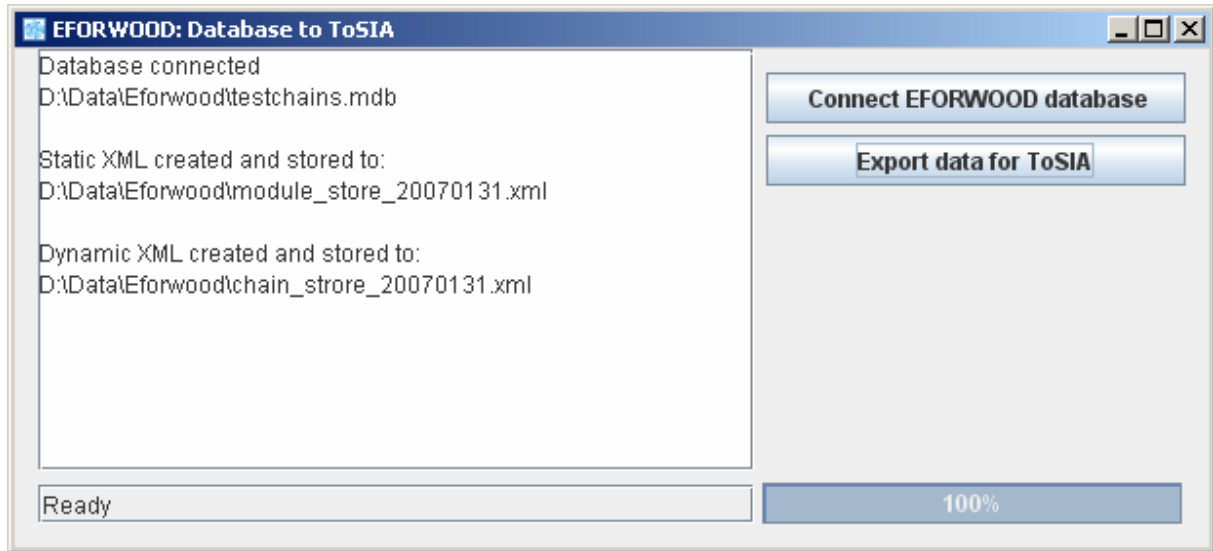 EFORWOOD: Database to ToSIA
Database connected
D:\Data\Eforwood\testchains.mdb
Static XML created and stored to:
D:\Data\Eforwood\module_store_20070131.xml
Dynamic XML created and stored to:
D:\Data\Eforwood\chain_strore_20070131.xml
Connect EFORWOOD database
Export data for ToSIA
Ready
100%